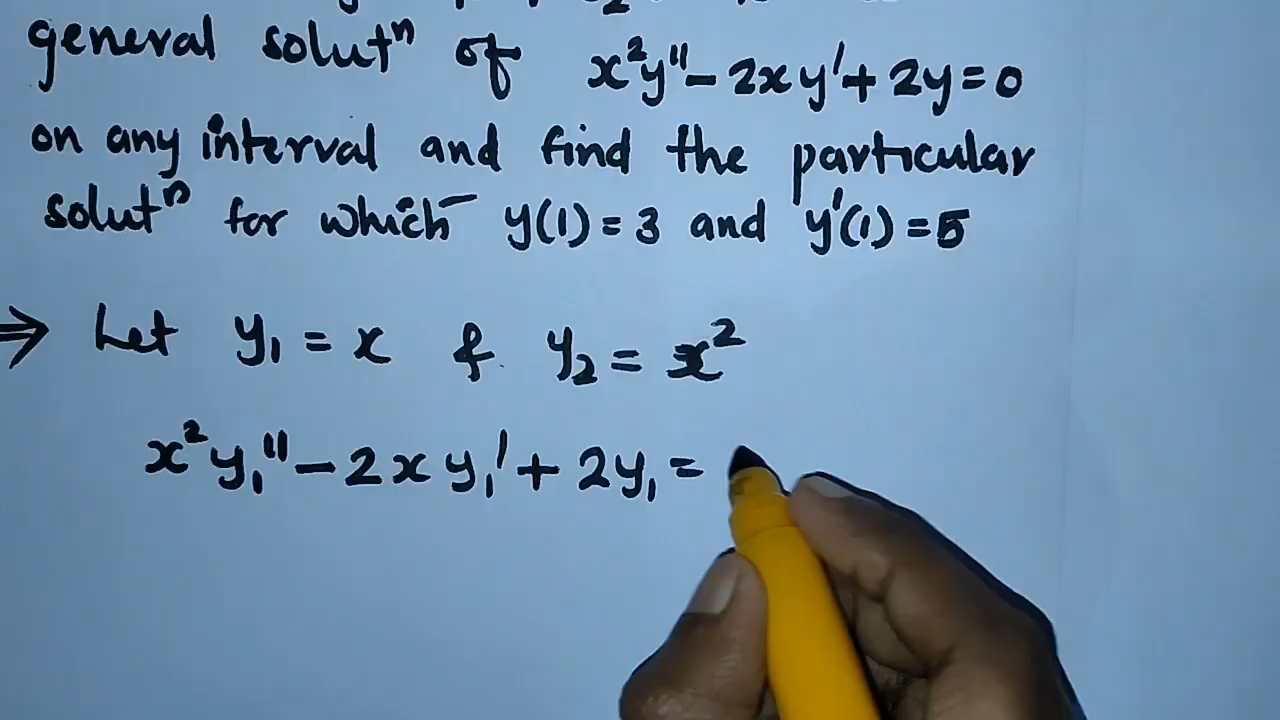 general solutⁿ of x²y"- 2xy'+ 2y=0
on any interval and find the particular
solutⁿ for which y(1)=3 and y'(1)=5
⇒ Let y₁ = x & y₂ = x²
x²y₁" - 2xy₁' + 2y₁ =